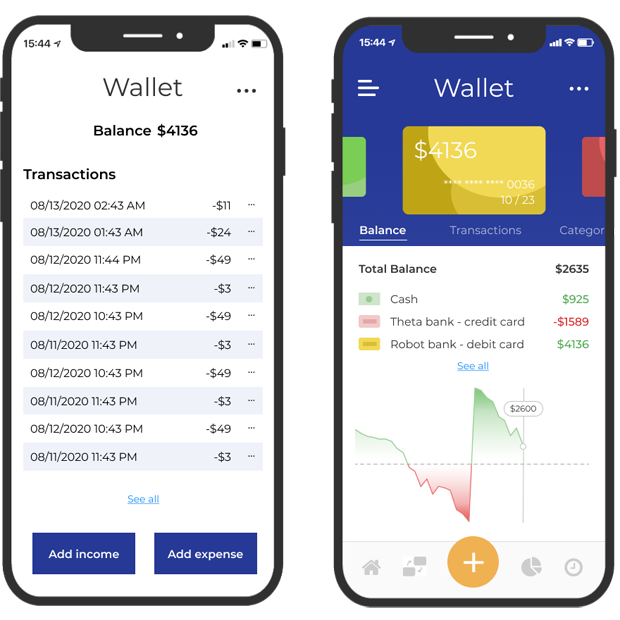 15:44
Wallet
...
Balance $4136
Transactions
08/13/2020 02:43 AM -$11 ...
08/13/2020 01:43 AM -$24 ...
08/12/2020 11:44 PM -$49 ...
08/12/2020 11:43 PM -$3 ...
08/12/2020 10:43 PM -$49 ...
08/11/2020 11:43 PM -$3 ...
08/12/2020 10:43 PM -$49 ...
08/11/2020 11:43 PM -$3 ...
08/12/2020 10:43 PM -$49 ...
08/11/2020 11:43 PM -$3 ...
See all
Add income Add expense
15:44
Wallet
...
$4136
**** **** **** 0036
10 / 23
Balance Transactions Categor
Total Balance $2635
Cash $925
Theta bank - credit card -$1589
Robot bank - debit card $4136
See all
$2600
+